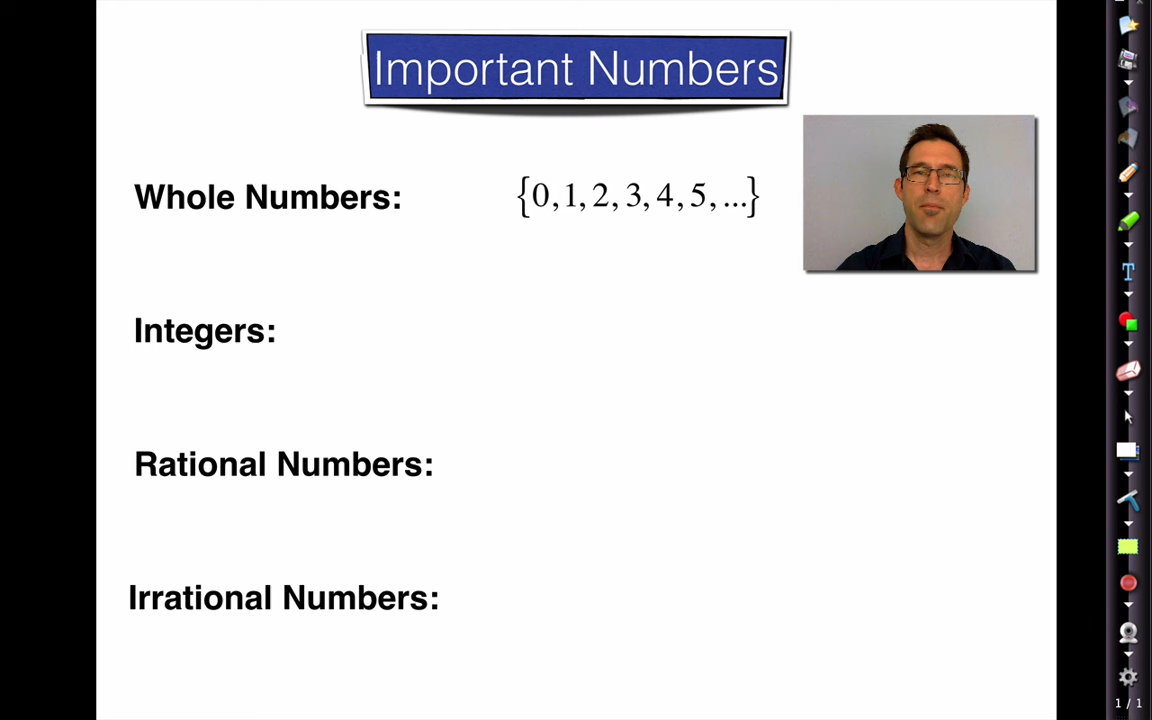 Important Numbers
Whole Numbers: {0,1,2,3,4,5,...}
Integers:
Rational Numbers:
Irrational Numbers:
T
1 / 1